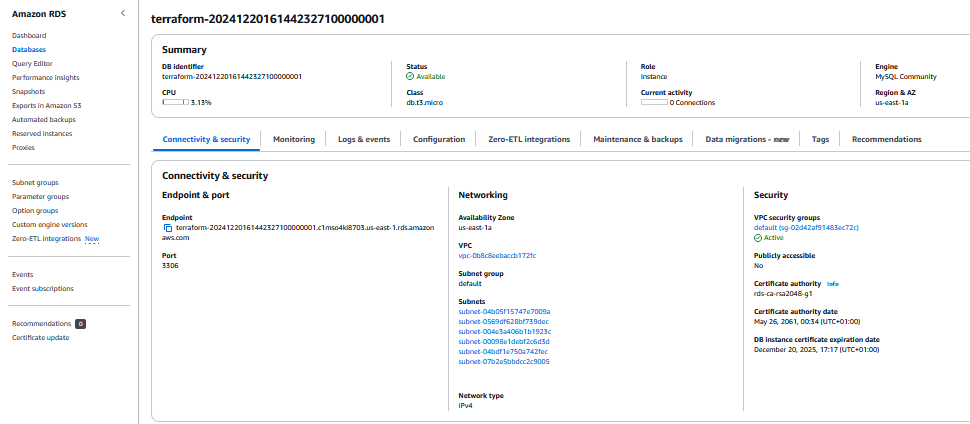 Amazon RDS
Dashboard
Databases
Query Editor
Performance insights
Snapshots
Exports in Amazon S3
Automated backups
Reserved instances
Proxies
Subnet groups
Parameter groups
Option groups
Custom engine versions
Zero-ETL integrations New
Events
Event subscriptions
Recommendations 0
Certificate update
terraform-20241220161442327100000001
Summary
DB identifier
terraform-20241220161442327100000001
Status
Available
Role
Instance
Engine
MySQL Community
CPU
3.13%
Class
db.t3.micro
Current activity
0 Connections
Region & AZ
us-east-1a
Connectivity & security Monitoring Logs & events Configuration Zero-ETL integrations Maintenance & backups Data migrations - new Tags Recommendations
Connectivity & security
Endpoint & port
Endpoint
terraform-20241220161442327100000001.c1mso4kl8703.us-east-1.rds.amazon
aws.com
Port
3306
Networking
Availability Zone
us-east-1a
VPC
vpc-0b8c8eebaccb172fc
Subnet group
default
Subnets
subnet-04b05f15747e7009a
subnet-0569df628bf739dec
subnet-004e3a406b1b1923c
subnet-00098e1debf2c6d3d
subnet-04bdf1e750a742fec
subnet-07b2e5bbdcc2c9005
Network type
IPv4
Security
VPC security groups
default (sg-02d42af91483ec72c)
Active
Publicly accessible
No
Certificate authority Info
rds-ca-rsa2048-g1
Certificate authority date
May 26, 2061, 00:34 (UTC+01:00)
DB instance certificate expiration date
December 20, 2025, 17:17 (UTC+01:00)